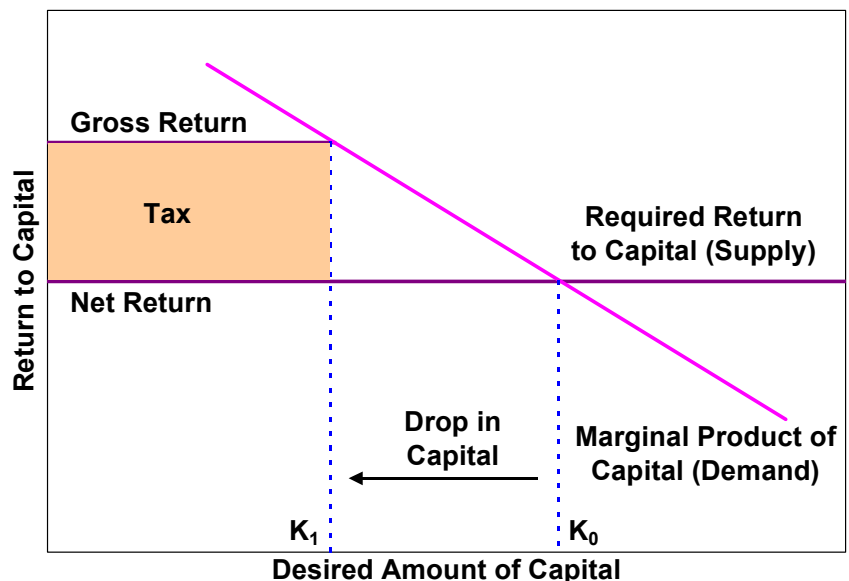 Gross Return
Tax
Required Return
to Capital (Supply)
Net Return
Drop in
Capital
Marginal Product of
Capital (Demand)
K₁
K₀
Return to Capital
Desired Amount of Capital